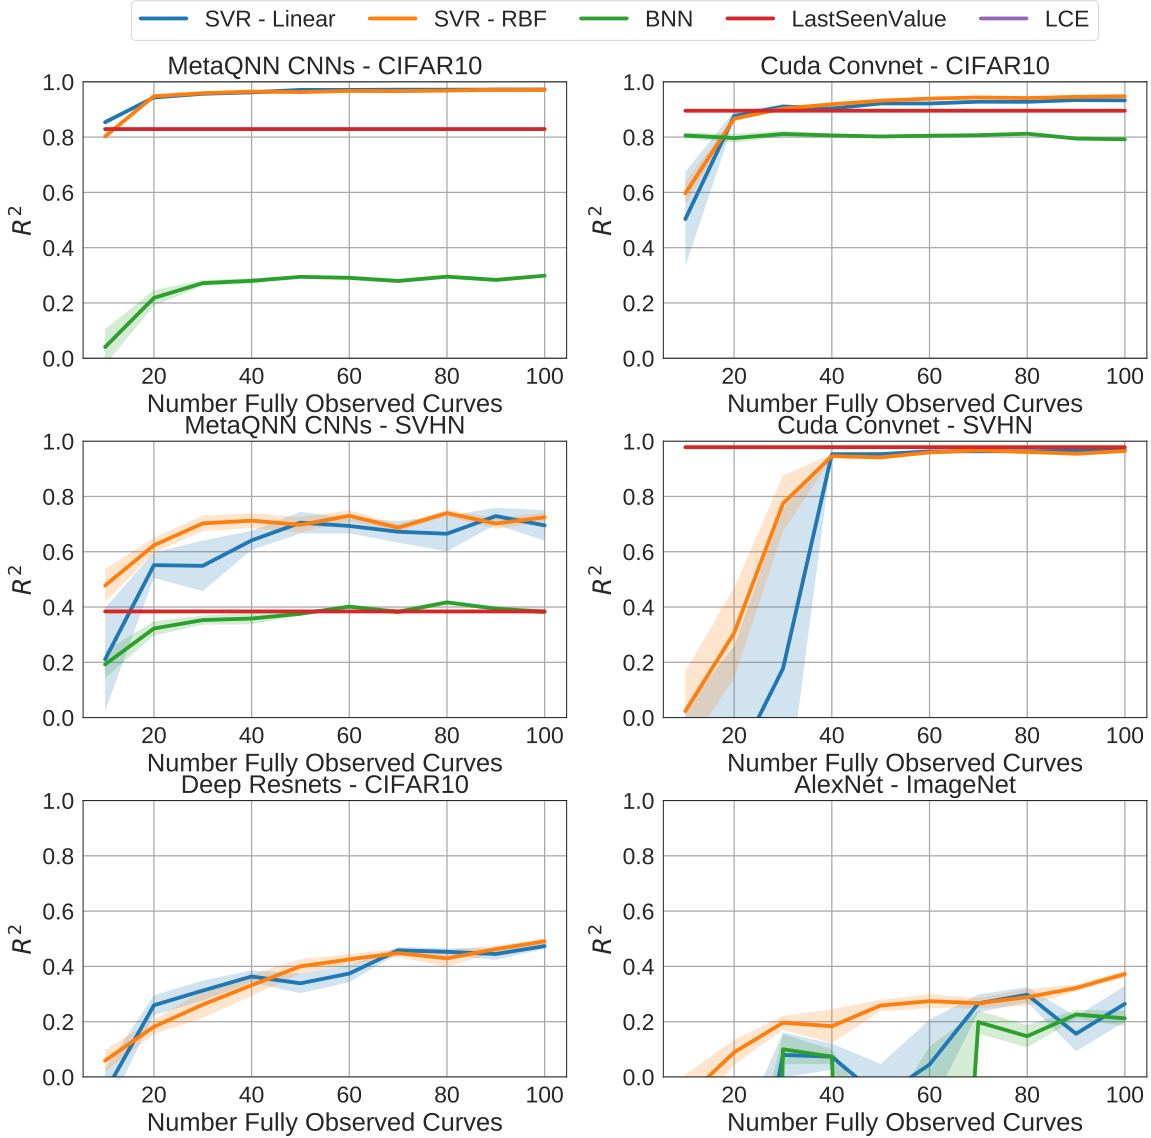 SVR - Linear SVR - RBF BNN LastSeenValue LCE
MetaQNN CNNs - CIFAR10
1.0
0.8
0.6
0.4
0.2
0.0
R²
20 40 60 80 100
Number Fully Observed Curves
Cuda Convnet - CIFAR10
1.0
0.8
0.6
0.4
0.2
0.0
R²
20 40 60 80 100
Number Fully Observed Curves
MetaQNN CNNs - SVHN
1.0
0.8
0.6
0.4
0.2
0.0
R²
20 40 60 80 100
Number Fully Observed Curves
Cuda Convnet - SVHN
1.0
0.8
0.6
0.4
0.2
0.0
R²
20 40 60 80 100
Number Fully Observed Curves
Deep Resnets - CIFAR10
1.0
0.8
0.6
0.4
0.2
0.0
R²
20 40 60 80 100
Number Fully Observed Curves
AlexNet - ImageNet
1.0
0.8
0.6
0.4
0.2
0.0
R²
20 40 60 80 100
Number Fully Observed Curves